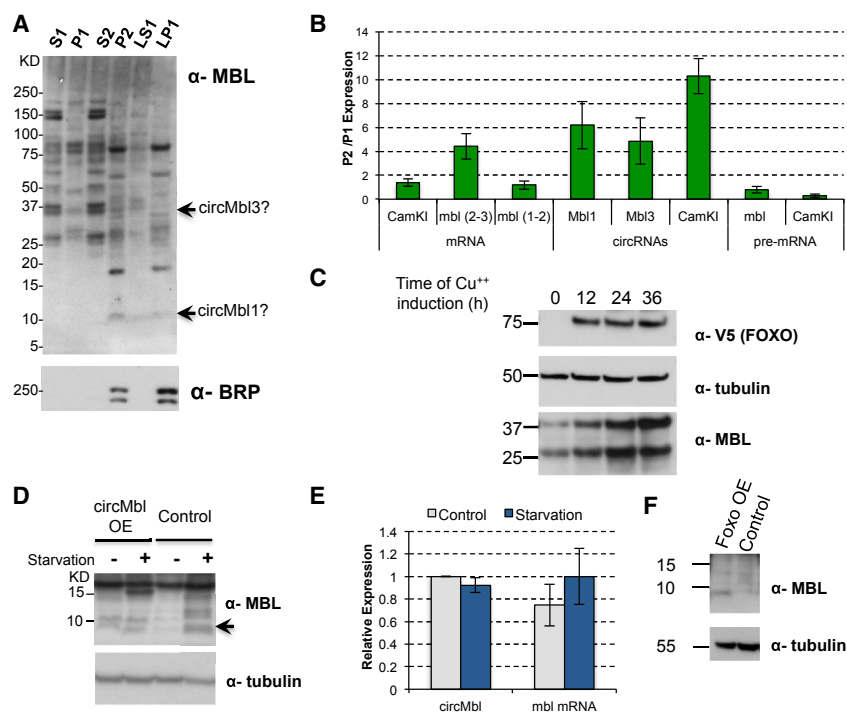 A
S1 P1 S2 P2 LS1 LP1
KD
250-
150-
100-
75-
50-
37-
25-
20-
15-
10-
5-
α- MBL
circMbl3?
circMbl1?
250-
α- BRP
B
P2 /P1 Expression
14
12
10
8
6
4
2
0
CamKI mbl (2-3) mbl (1-2) Mbl1 Mbl3 CamKI mbl CamKI
mRNA circRNAs pre-mRNA
C
Time of Cu++
induction (h)
0 12 24 36
75
α- V5 (FOXO)
50
α- tubulin
37
25
α- MBL
D
circMbl
OE
Control
Starvation - + - +
KD
15
10
α- MBL
α- tubulin
E
Control Starvation
Relative Expression
1.4
1.2
1
0.8
0.6
0.4
0.2
0
circMbl mbl mRNA
F
Foxo OE
Control
15
10
α- MBL
55
α- tubulin